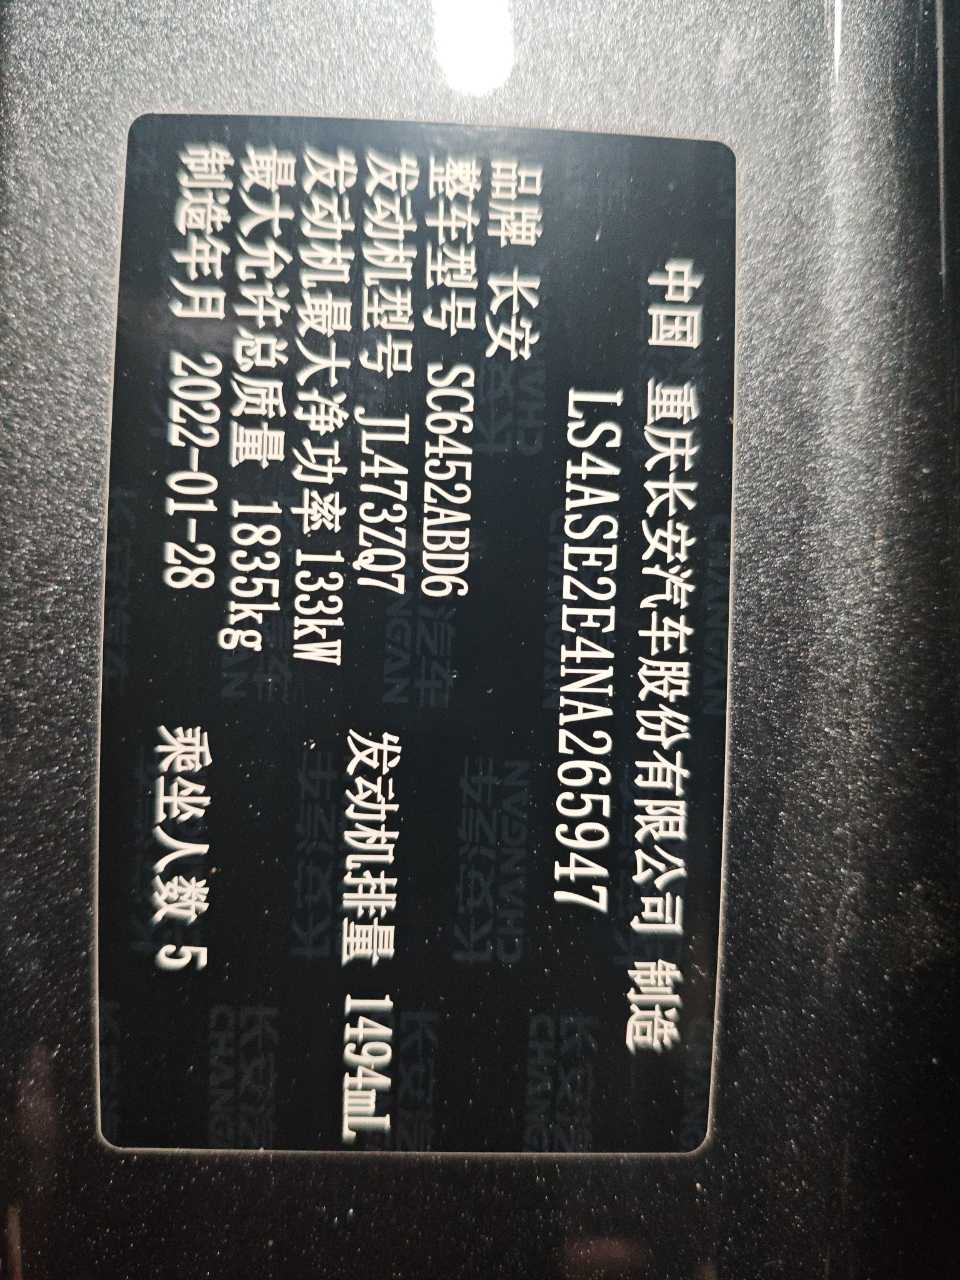 中国 重庆长安汽车股份有限公司 制造
LS4ASE2E4NA265947
品牌 长安
整车型号 SC6452ABD6
发动机型号 JL473ZQ7 发动机排量 1494mL
发动机最大净功率 133kW
最大允许总质量 1835kg
制造年月 2022-01-28 乘坐人数 5